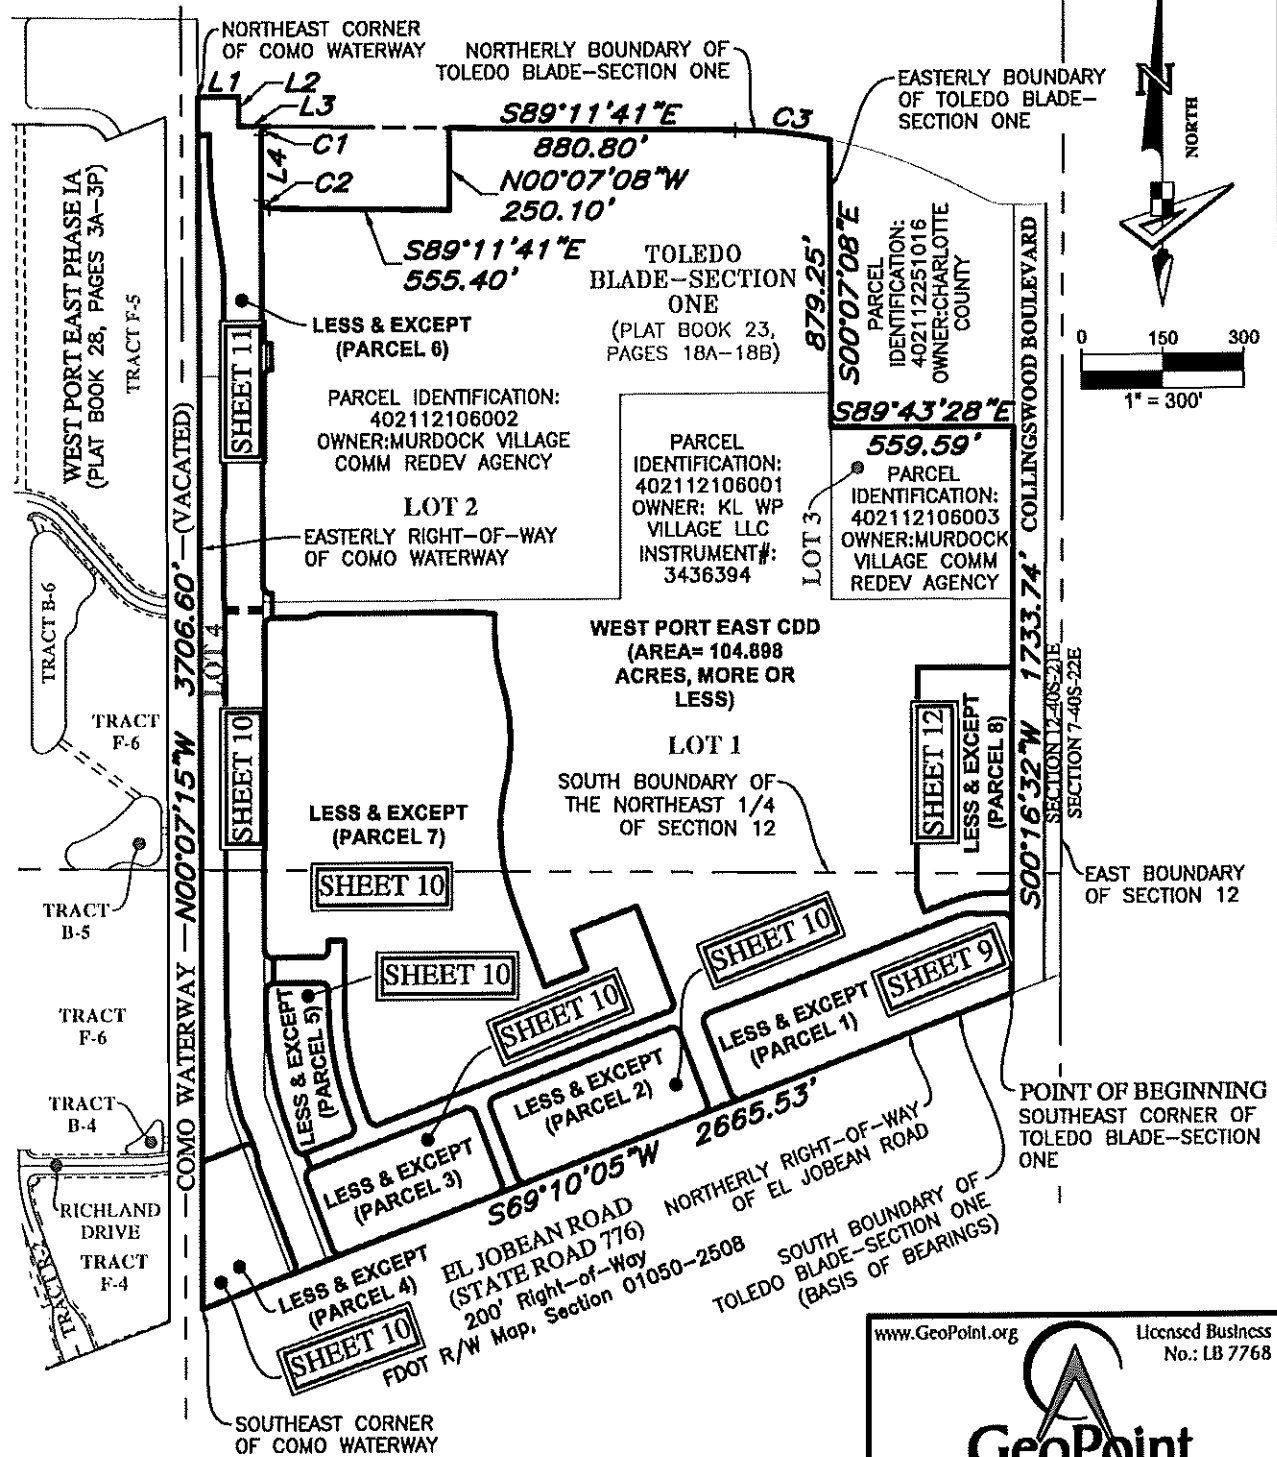 NORTHEAST CORNER
OF COMO WATERWAY
NORTHERLY BOUNDARY OF
TOLEDO BLADE-SECTION ONE
EASTERLY BOUNDARY
OF TOLEDO BLADE-
SECTION ONE
N
NORTH
L1
L2
L3
L4
C1
C2
C3
S89°11'41"E
880.80'
N00°07'08"W
250.10'
S89°11'41"E
555.40'
WEST PORT EAST PHASE IA
(PLAT BOOK 28, PAGES 3A-3P)
TRACT F-5
TOLEDO
BLADE-SECTION
ONE
(PLAT BOOK 23,
PAGES 18A-18B)
879.25'
S00°07'08"E
PARCEL
IDENTIFICATION:
402112251016
OWNER:CHARLOTTE
COUNTY
COLLINGSWOOD BOULEVARD
0 150 300
1" = 300'
LESS & EXCEPT
(PARCEL 6)
SHEET 11
PARCEL IDENTIFICATION:
402112106002
OWNER:MURDOCK VILLAGE
COMM REDEV AGENCY
LOT 2
EASTERLY RIGHT-OF-WAY
OF COMO WATERWAY
PARCEL
IDENTIFICATION:
402112106001
OWNER: KL WP
VILLAGE LLC
INSTRUMENT#:
3436394
S89°43'28"E
559.59'
PARCEL
IDENTIFICATION:
402112106003
OWNER:MURDOCK
VILLAGE COMM
REDEV AGENCY
LOT 3
COMO WATERWAY — N00°07'15"W 3706.60' — (VACATED)
LOT 4
TRACT B-6
TRACT
F-6
TRACT
B-5
TRACT
F-6
TRACT
B-4
RICHLAND
DRIVE
TRACT
F-4
WEST PORT EAST CDD
(AREA= 104.898
ACRES, MORE OR
LESS)
LOT 1
SOUTH BOUNDARY OF
THE NORTHEAST 1/4
OF SECTION 12
SHEET 10
LESS & EXCEPT
(PARCEL 7)
SHEET 10
SHEET 12
LESS & EXCEPT
(PARCEL 8)
S00°16'32"W 1733.74'
SECTION 12-40S-21E
SECTION 7-40S-22E
EAST BOUNDARY
OF SECTION 12
SHEET 10
LESS & EXCEPT
(PARCEL 5)
SHEET 10
SHEET 10
SHEET 9
LESS & EXCEPT
(PARCEL 1)
LESS & EXCEPT
(PARCEL 2)
LESS & EXCEPT
(PARCEL 3)
LESS & EXCEPT
(PARCEL 4)
SHEET 10
S69°10'05"W 2665.53'
EL JOBEAN ROAD
(STATE ROAD 776)
200' Right-of-Way
FDOT R/W Map, Section 01050-2508
NORTHERLY RIGHT-OF-WAY
OF EL JOBEAN ROAD
SOUTH BOUNDARY OF
TOLEDO BLADE-SECTION ONE
(BASIS OF BEARINGS)
POINT OF BEGINNING
SOUTHEAST CORNER OF
TOLEDO BLADE-SECTION
ONE
SOUTHEAST CORNER
OF COMO WATERWAY
www.GeoPoint.org
Licensed Business
No.: LB 7768
GeoPoint